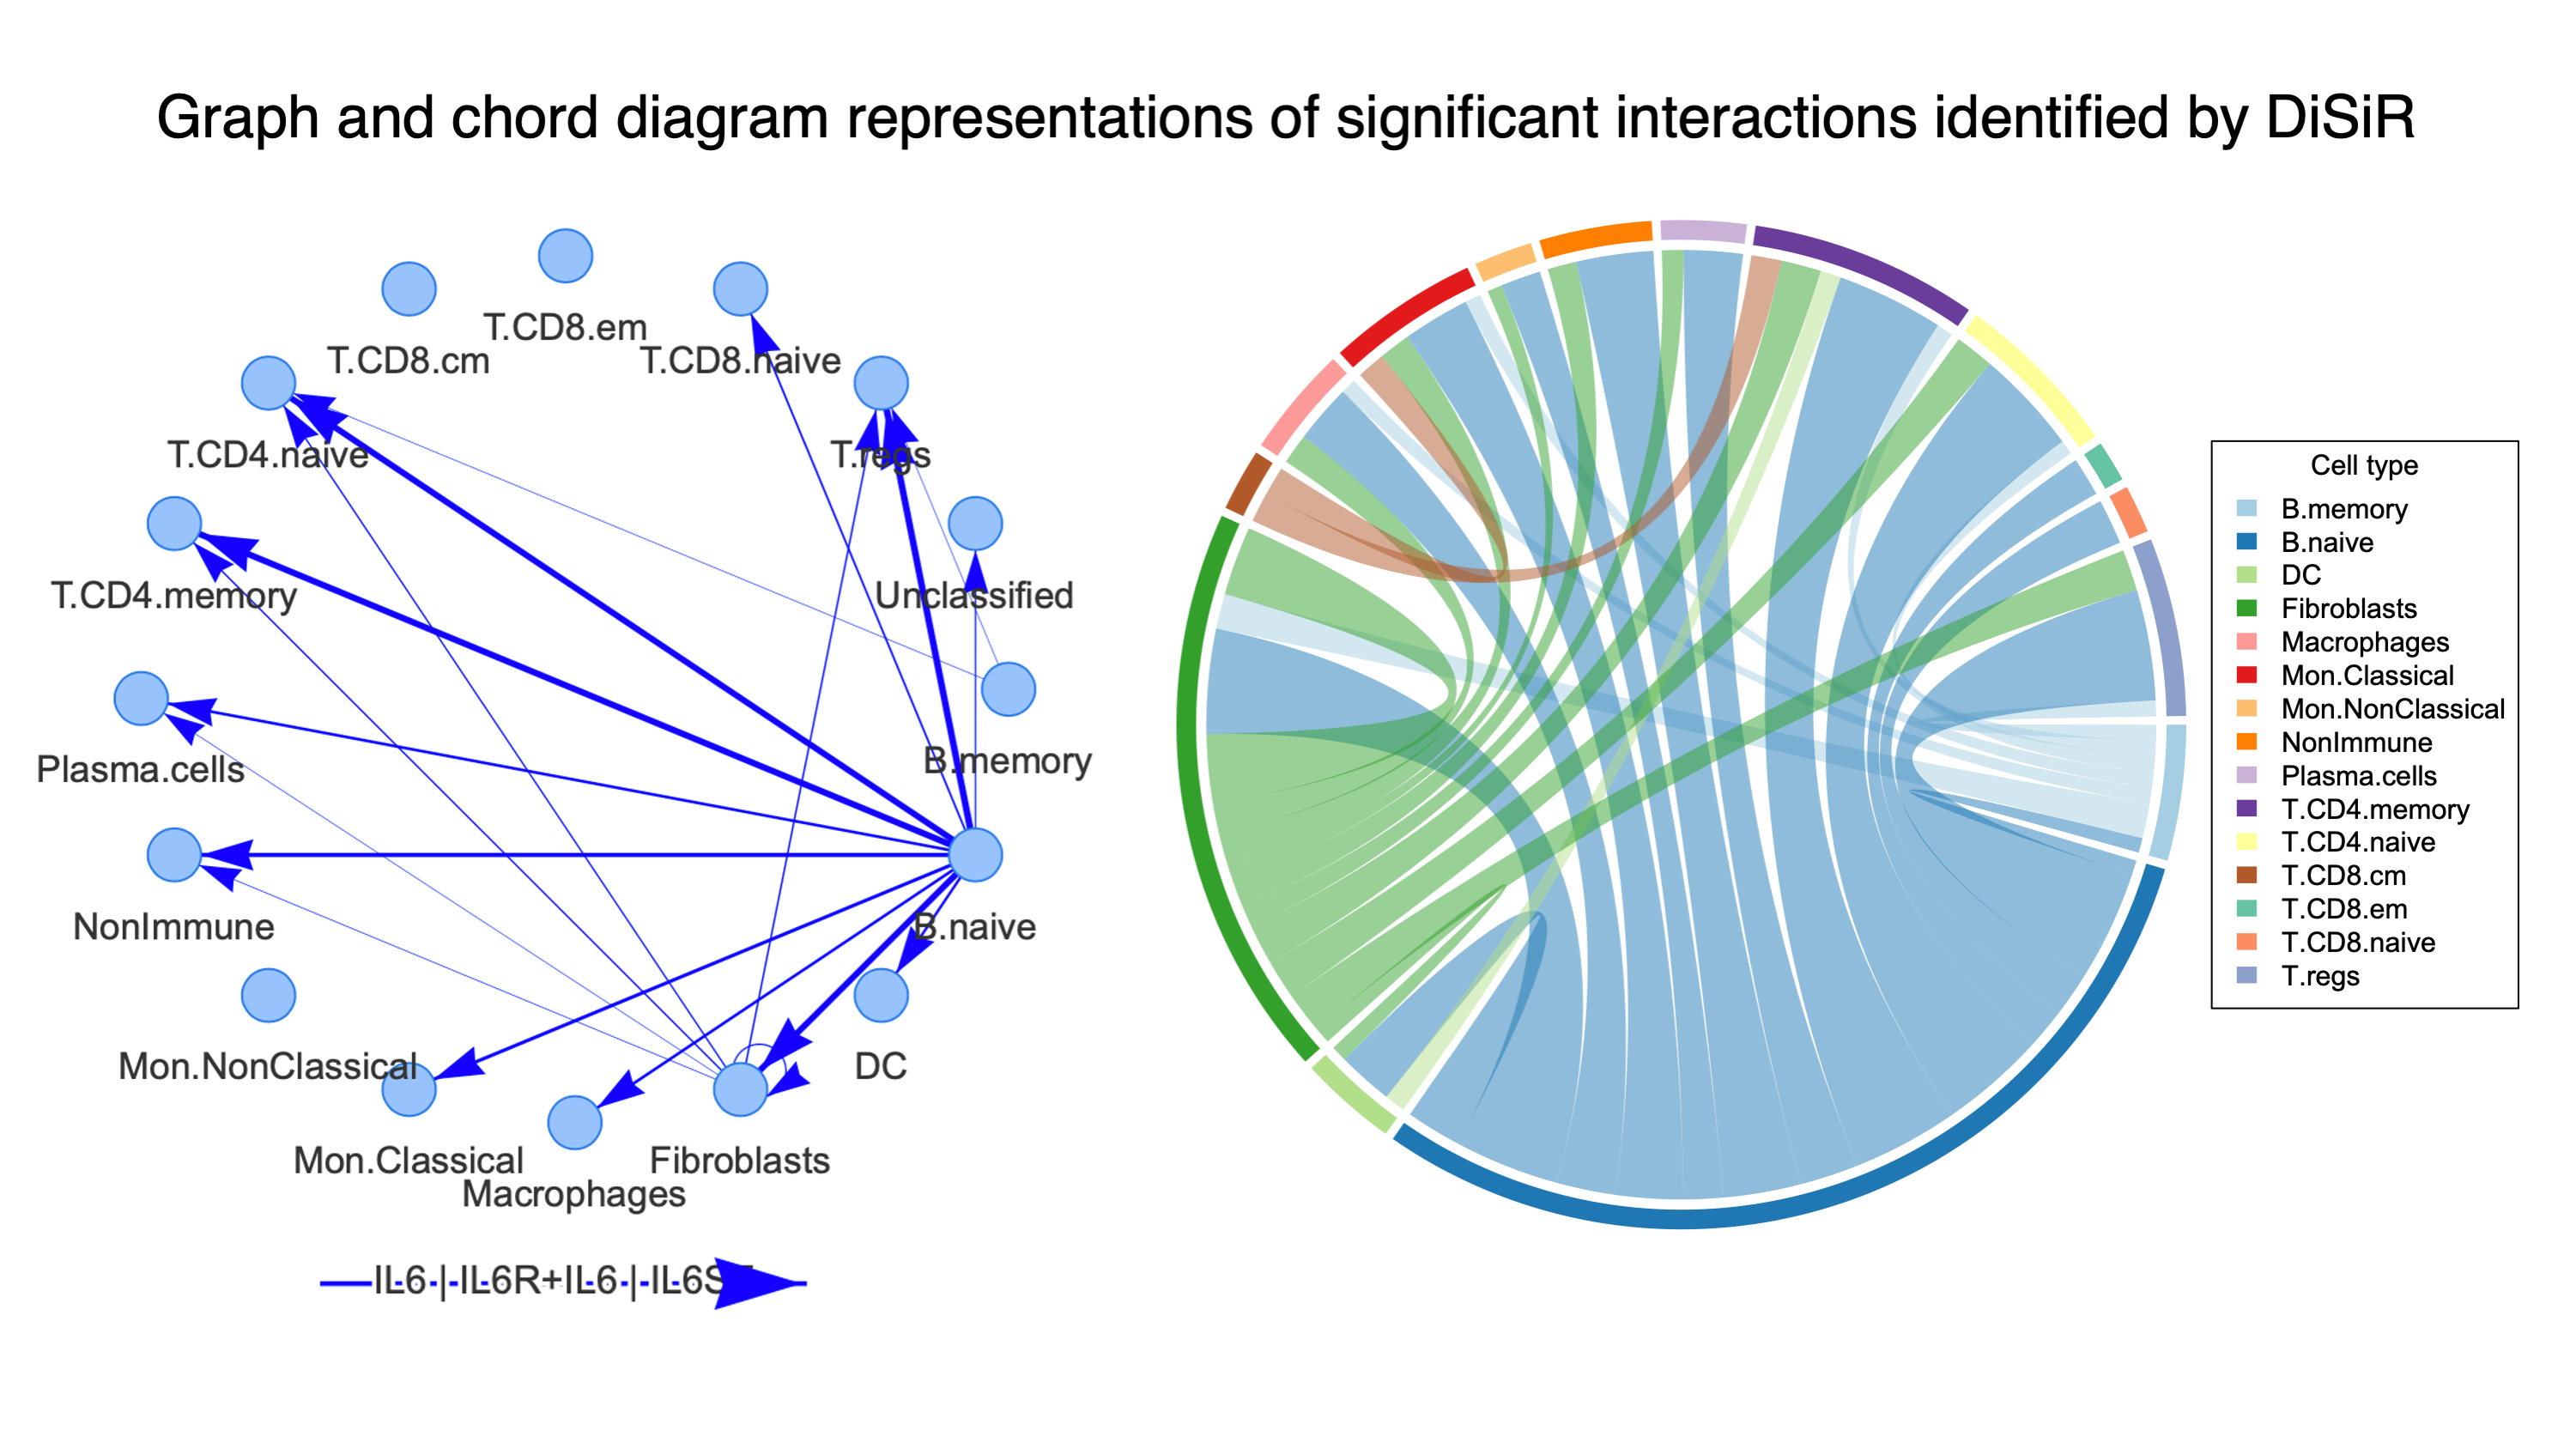 Graph and chord diagram representations of significant interactions identified by DiSiR
T.CD8.em
T.CD8.cm
T.CD8.naive
T.CD4.naive
T.regs
T.CD4.memory
Unclassified
Plasma.cells
B.memory
NonImmune
B.naive
Mon.NonClassical
DC
Mon.Classical
Fibroblasts
Macrophages
IL6-|-IL6R+IL6-|-IL6S
Cell type
B.memory
B.naive
DC
Fibroblasts
Macrophages
Mon.Classical
Mon.NonClassical
NonImmune
Plasma.cells
T.CD4.memory
T.CD4.naive
T.CD8.cm
T.CD8.em
T.CD8.naive
T.regs